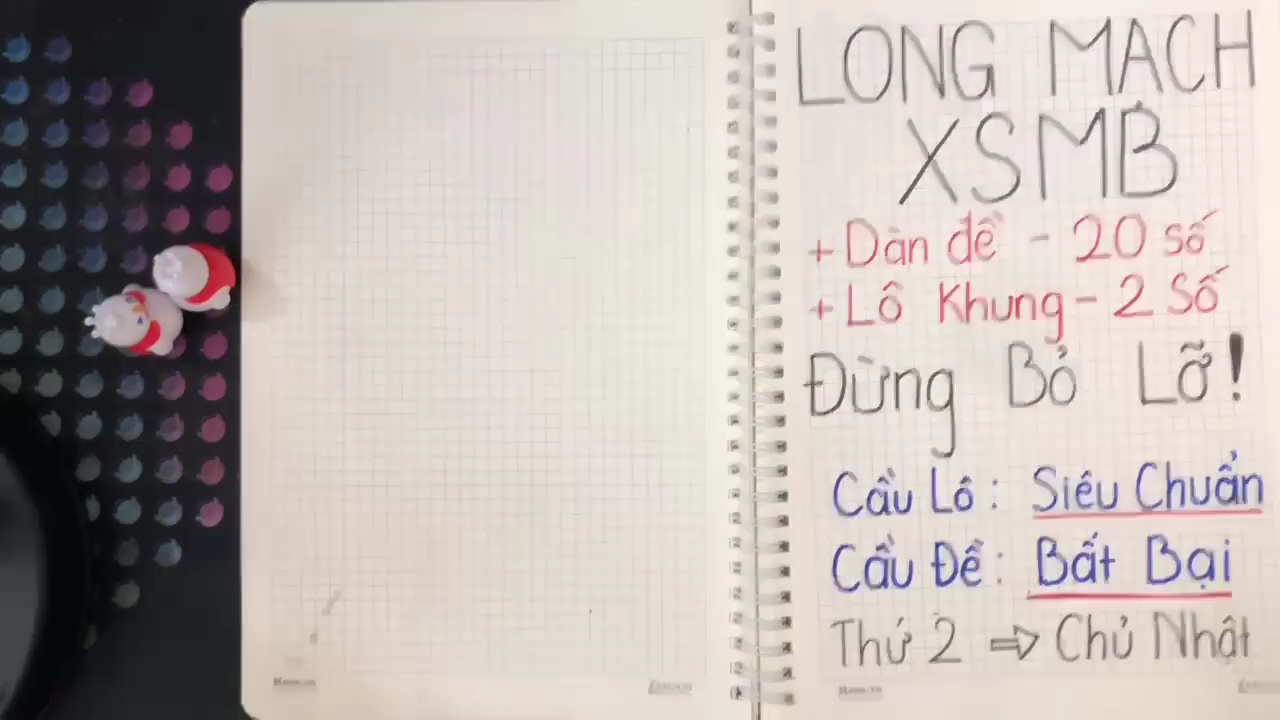 LONG MẠCH
XSMB
+ Dàn đề - 20 số
+ Lô Khung - 2 Số
Đừng Bỏ Lỡ!
Cầu Lô: Siêu Chuẩn
Cầu Đề: Bất Bại
Thứ 2 ⇒ Chủ Nhật